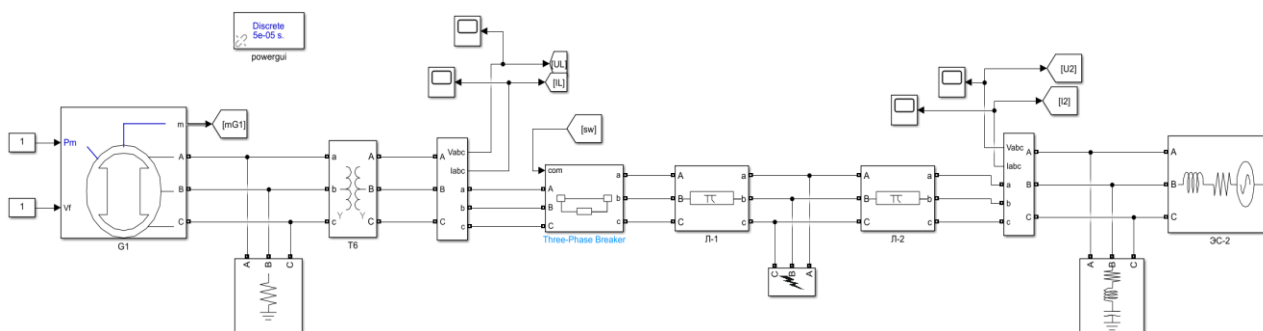 Discrete
5e-05 s.
powergui
[UL]
[IL]
[U2]
[I2]
[mG1]
[sw]
1
Pm
m
A
B
C
1
Vf
G1
A
B
C
a
b
c
A
B
C
Y
Y
T6
A
B
C
Vabc
Iabc
a
b
c
com
A
B
C
a
b
c
Three-Phase Breaker
A
B
C
π
a
b
c
Л-1
C
B
A
A
B
C
π
a
b
c
Л-2
Vabc
Iabc
a
b
c
A
B
C
A
B
C
A
B
C
ЭС-2